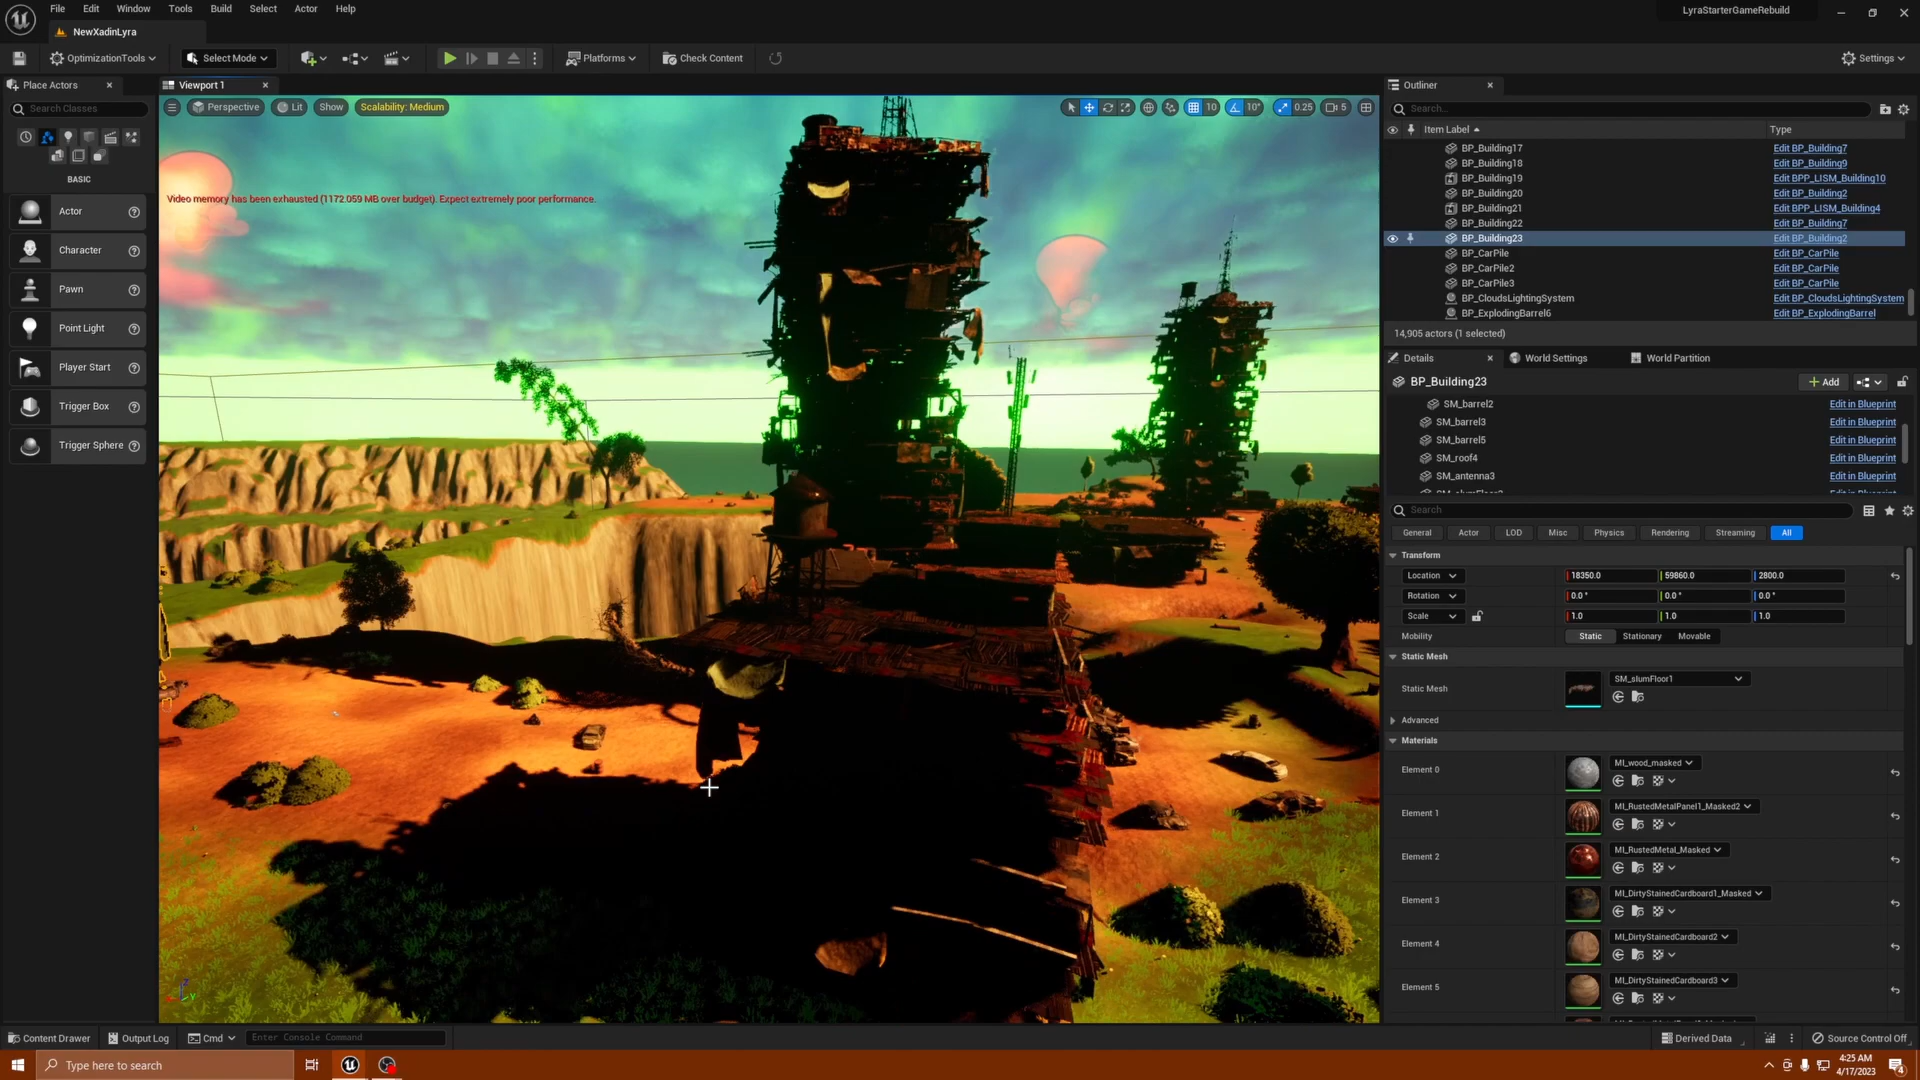 File Edit Window Tools Build Select Actor Help
LyraStarterGameRebuild
NewXadinLyra
OptimizationTools
Select Mode
Platforms
Check Content
Settings
Place Actors
Search Classes
BASIC
Actor
Character
Pawn
Point Light
Player Start
Trigger Box
Trigger Sphere
Viewport 1
Perspective
Lit
Show
Scalability: Medium
10
10°
0.25
5
Video memory has been exhausted (1172.059 MB over budget). Expect extremely poor performance.
Outliner
Search...
Item Label
Type
BP_Building17 Edit BP_Building7
BP_Building18 Edit BP_Building9
BP_Building19 Edit BPP_LISM_Building10
BP_Building20 Edit BP_Building2
BP_Building21 Edit BPP_LISM_Building4
BP_Building22 Edit BP_Building7
BP_Building23 Edit BP_Building2
BP_CarPile Edit BP_CarPile
BP_CarPile2 Edit BP_CarPile
BP_CarPile3 Edit BP_CarPile
BP_CloudsLightingSystem Edit BP_CloudsLightingSystem
BP_ExplodingBarrel6 Edit BP_ExplodingBarrel
14,905 actors (1 selected)
Details
World Settings
World Partition
BP_Building23
Add
SM_barrel2 Edit in Blueprint
SM_barrel3 Edit in Blueprint
SM_barrel5 Edit in Blueprint
SM_roof4 Edit in Blueprint
SM_antenna3 Edit in Blueprint
Search
General Actor LOD Misc Physics Rendering Streaming All
Transform
Location 18350.0 59860.0 2800.0
Rotation 0.0 ° 0.0 ° 0.0 °
Scale 1.0 1.0 1.0
Mobility Static Stationary Movable
Static Mesh
Static Mesh SM_slumFloor1
Advanced
Materials
Element 0 MI_wood_masked
Element 1 MI_RustedMetalPanel1_Masked2
Element 2 MI_RustedMetal_Masked
Element 3 MI_DirtyStainedCardboard1_Masked
Element 4 MI_DirtyStainedCardboard2
Element 5 MI_DirtyStainedCardboard3
Content Drawer
Output Log
Cmd
Enter Console Command
Derived Data
Source Control Off
Type here to search
4:25 AM
4/17/2023
4